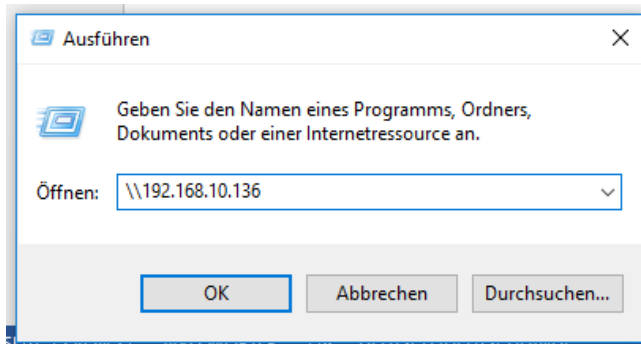 Ausführen
Geben Sie den Namen eines Programms, Ordners,
Dokuments oder einer Internetressource an.
Öffnen: \\192.168.10.136
OK Abbrechen Durchsuchen...